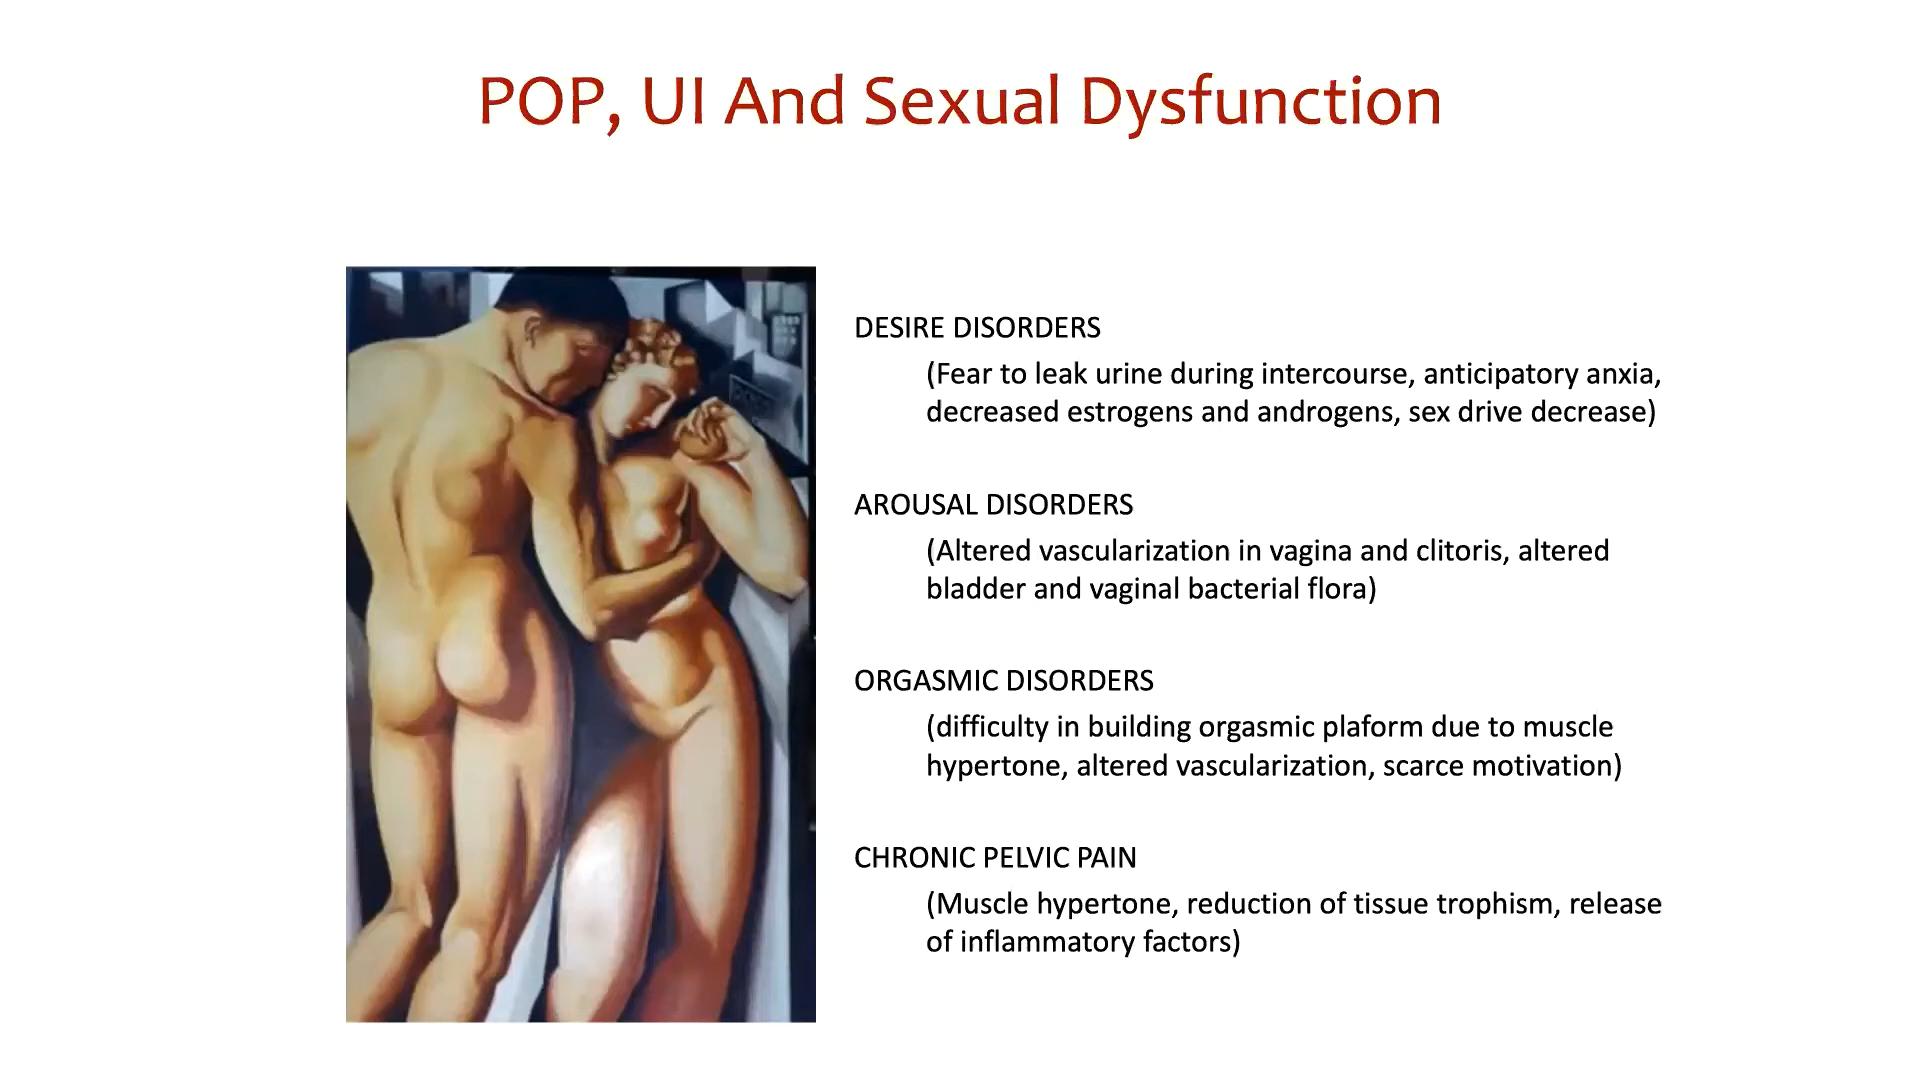 POP, UI And Sexual Dysfunction
DESIRE DISORDERS
(Fear to leak urine during intercourse, anticipatory anxia,
decreased estrogens and androgens, sex drive decrease)
AROUSAL DISORDERS
(Altered vascularization in vagina and clitoris, altered
bladder and vaginal bacterial flora)
ORGASMIC DISORDERS
(difficulty in building orgasmic plaform due to muscle
hypertone, altered vascularization, scarce motivation)
CHRONIC PELVIC PAIN
(Muscle hypertone, reduction of tissue trophism, release
of inflammatory factors)